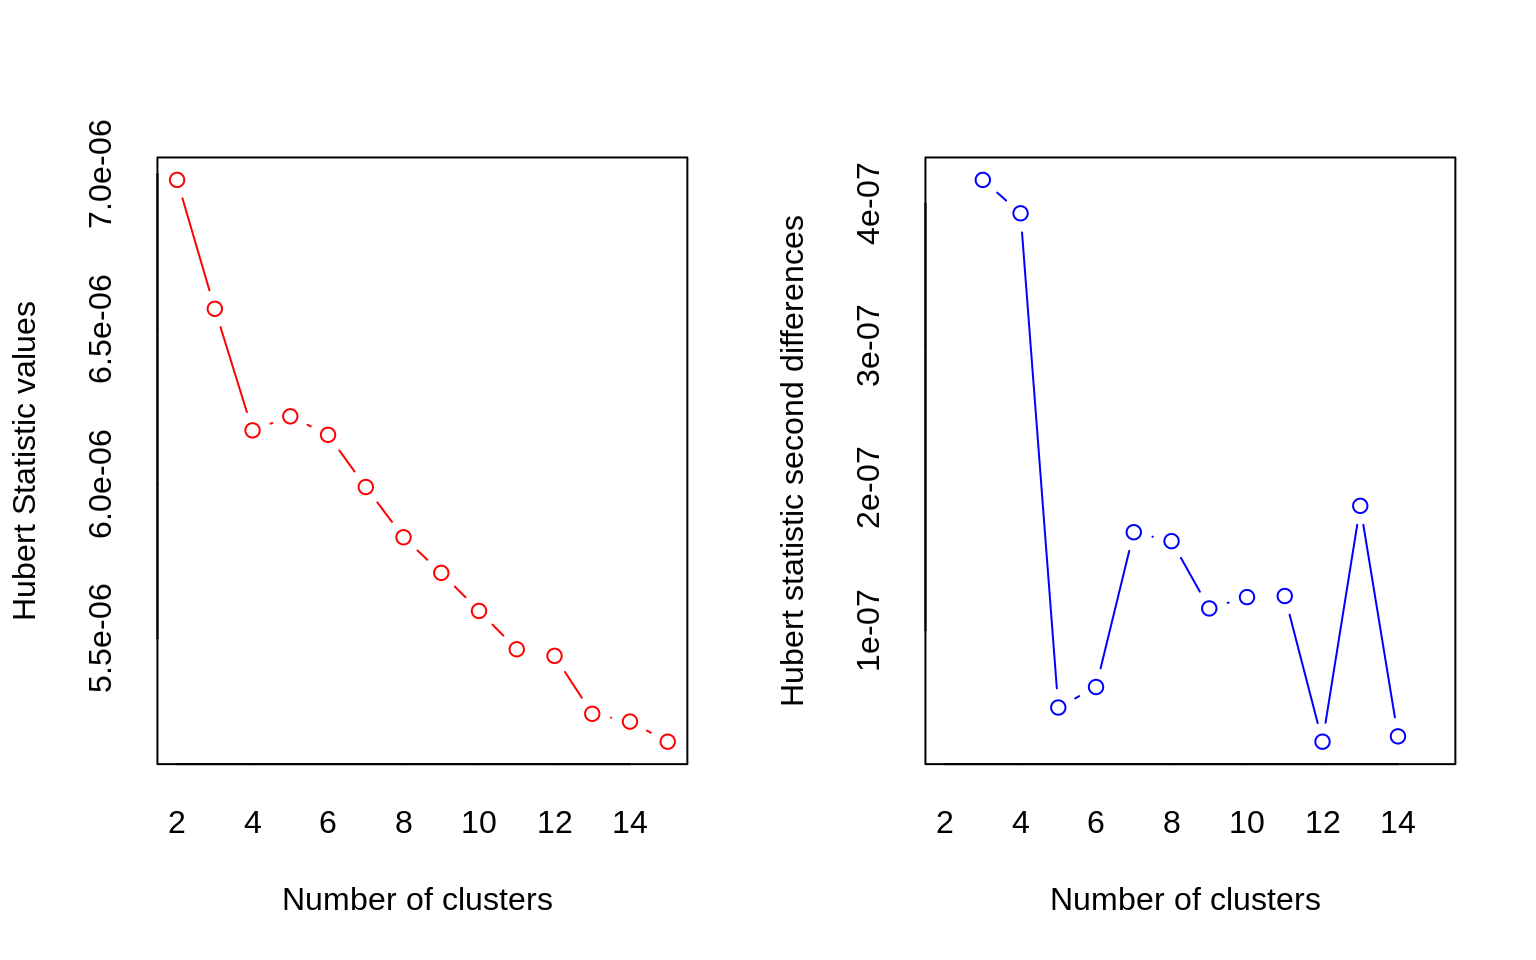 Hubert Statistic values
7.0e-06
6.5e-06
6.0e-06
5.5e-06
2 4 6 8 10 12 14
Number of clusters
Hubert statistic second differences
4e-07
3e-07
2e-07
1e-07
2 4 6 8 10 12 14
Number of clusters